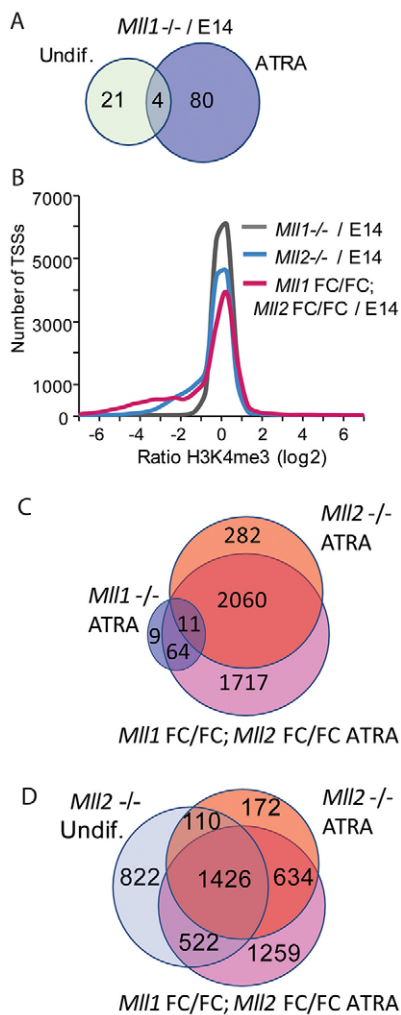 A
Mll1-/- / E14
Undif.
ATRA
21
4
80
B
7000
5000
3000
1000
0
Number of TSSs
Mll1-/- / E14
Mll2-/- / E14
Mll1 FC/FC;
Mll2 FC/FC / E14
-6 -4 -2 0 2 4 6
Ratio H3K4me3 (log2)
C
Mll2 -/-
ATRA
282
2060
Mll1 -/-
ATRA
9
11
64
1717
Mll1 FC/FC; Mll2 FC/FC ATRA
D
Mll2 -/-
Undif.
Mll2 -/-
ATRA
172
110
822
1426
634
522
1259
Mll1 FC/FC; Mll2 FC/FC ATRA